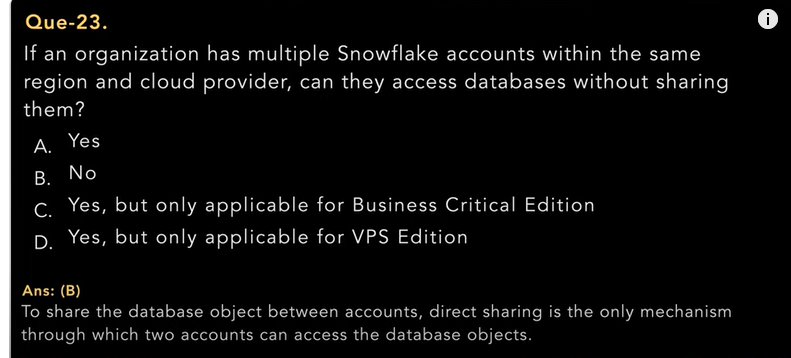 Que-23.
i
If an organization has multiple Snowflake accounts within the same
region and cloud provider, can they access databases without sharing
them?
A. Yes
B. No
C. Yes, but only applicable for Business Critical Edition
D. Yes, but only applicable for VPS Edition
Ans: (B)
To share the database object between accounts, direct sharing is the only mechanism
through which two accounts can access the database objects.